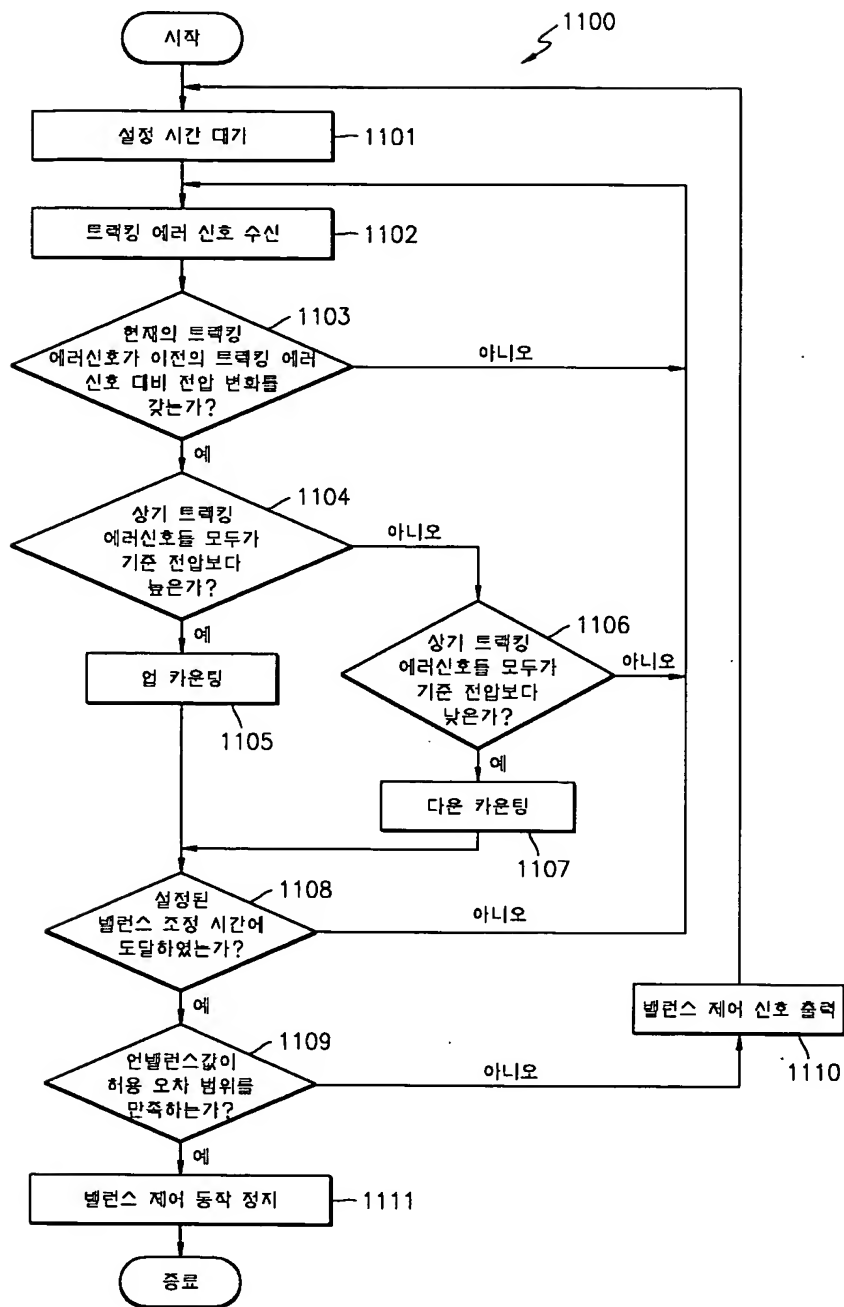 시작
1100
설정 시간 대기
1101
트랙킹 에러 신호 수신
1102
1103
현재의 트랙킹
에러신호가 이전의 트랙킹 에러
신호 대비 전압 변화를
갖는가?
아니오
예
1104
상기 트랙킹
에러신호들 모두가
기준 전압보다
높은가?
아니오
예
1106
상기 트랙킹
에러신호들 모두가
기준 전압보다
낮은가?
아니오
업 카운팅
1105
예
다운 카운팅
1107
1108
설정된
밸런스 조정 시간에
도달하였는가?
아니오
예
밸런스 제어 신호 출력
1110
1109
언밸런스값이
허용 오차 범위를
만족하는가?
아니오
예
밸런스 제어 동작 정지
1111
종료